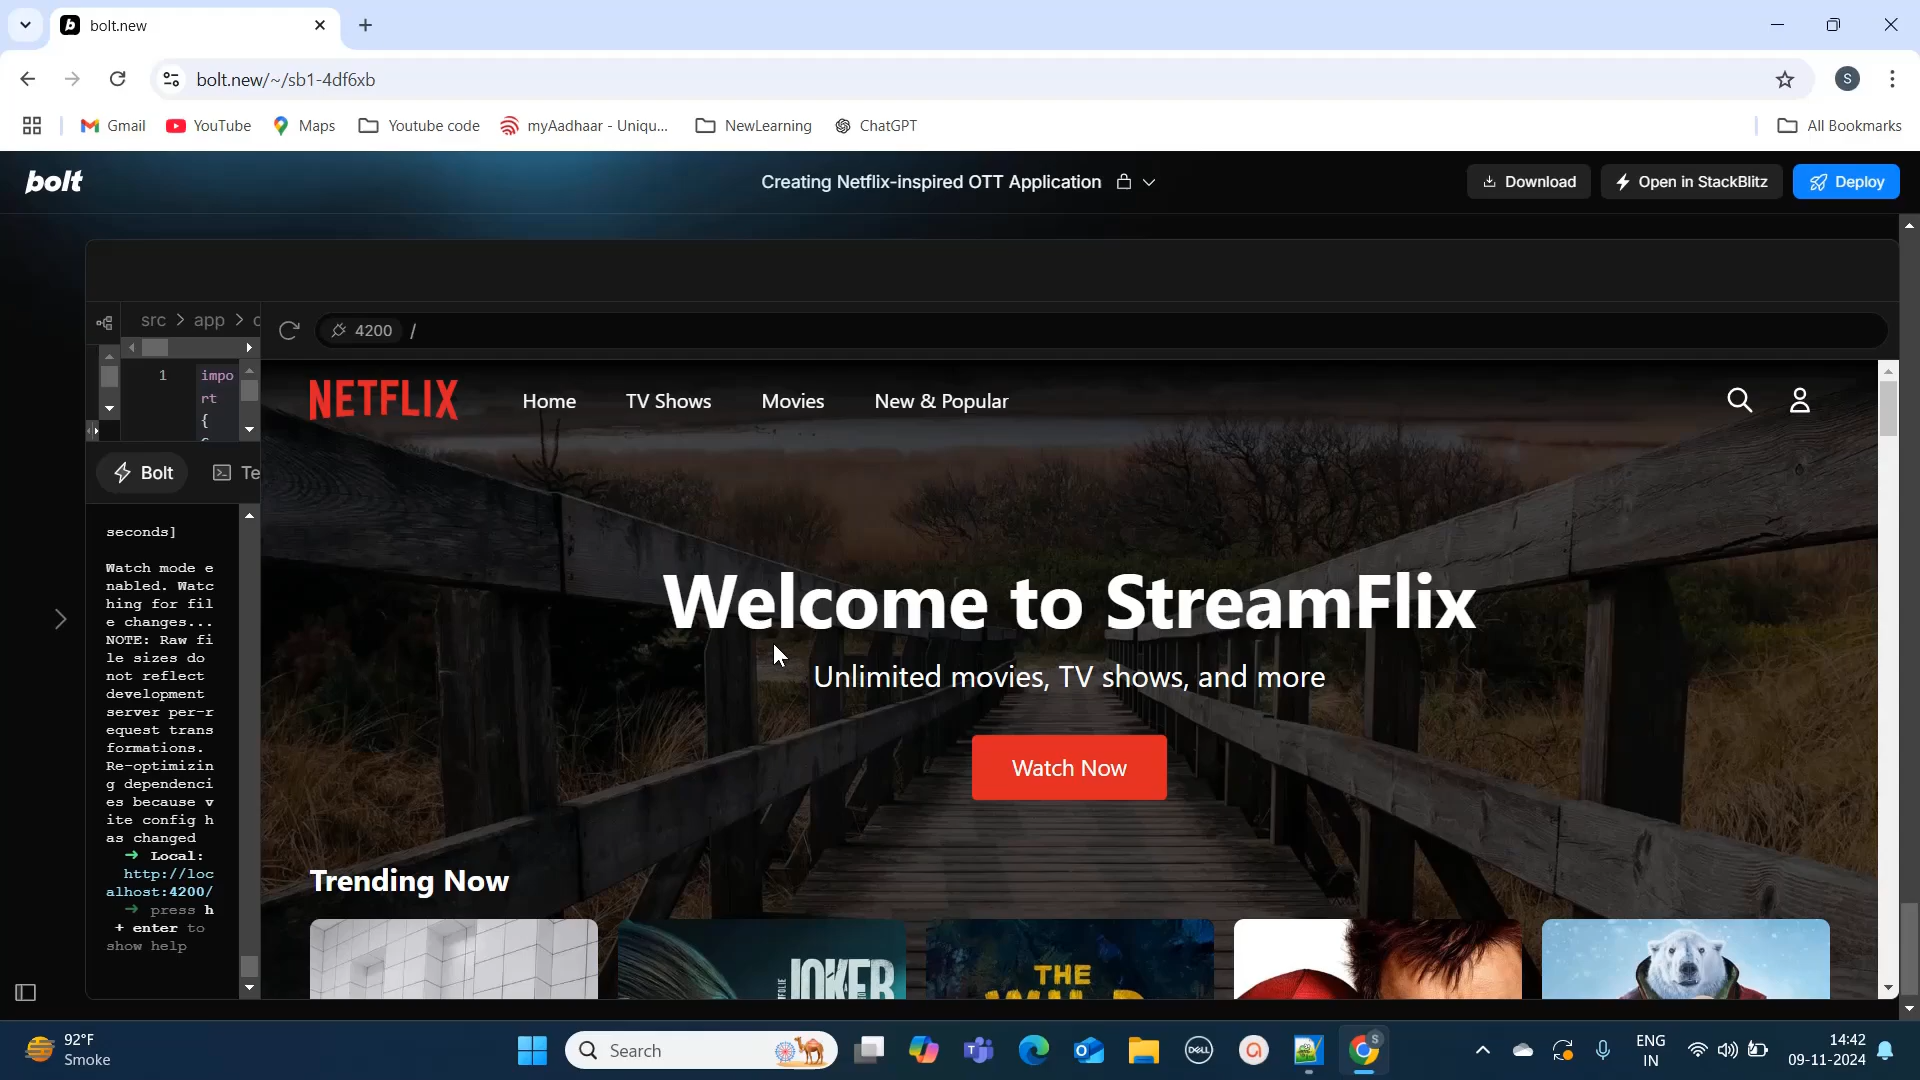 bolt.new
bolt.new/~/sb1-4df6xb
S
Gmail
YouTube
Maps
Youtube code
myAadhaar - Uniqu...
NewLearning
ChatGPT
All Bookmarks
bolt
Creating Netflix-inspired OTT Application
Download
Open in StackBlitz
Deploy
src > app >
4200 /
1
impo
rt
{
Bolt
Te
seconds]
Watch mode e
nabled. Watc
hing for fil
e changes...
NOTE: Raw fi
le sizes do
not reflect
development
server per-r
equest trans
formations.
Re-optimizin
g dependenci
es because v
ite config h
as changed
➜ Local:
http://loc
alhost:4200/
➜ press h
+ enter to
show help
NETFLIX
Home
TV Shows
Movies
New & Popular
Welcome to StreamFlix
Unlimited movies, TV shows, and more
Watch Now
Trending Now
JOKER
THE
WILD
92°F
Smoke
Search
DELL
S
ENG
IN
14:42
09-11-2024